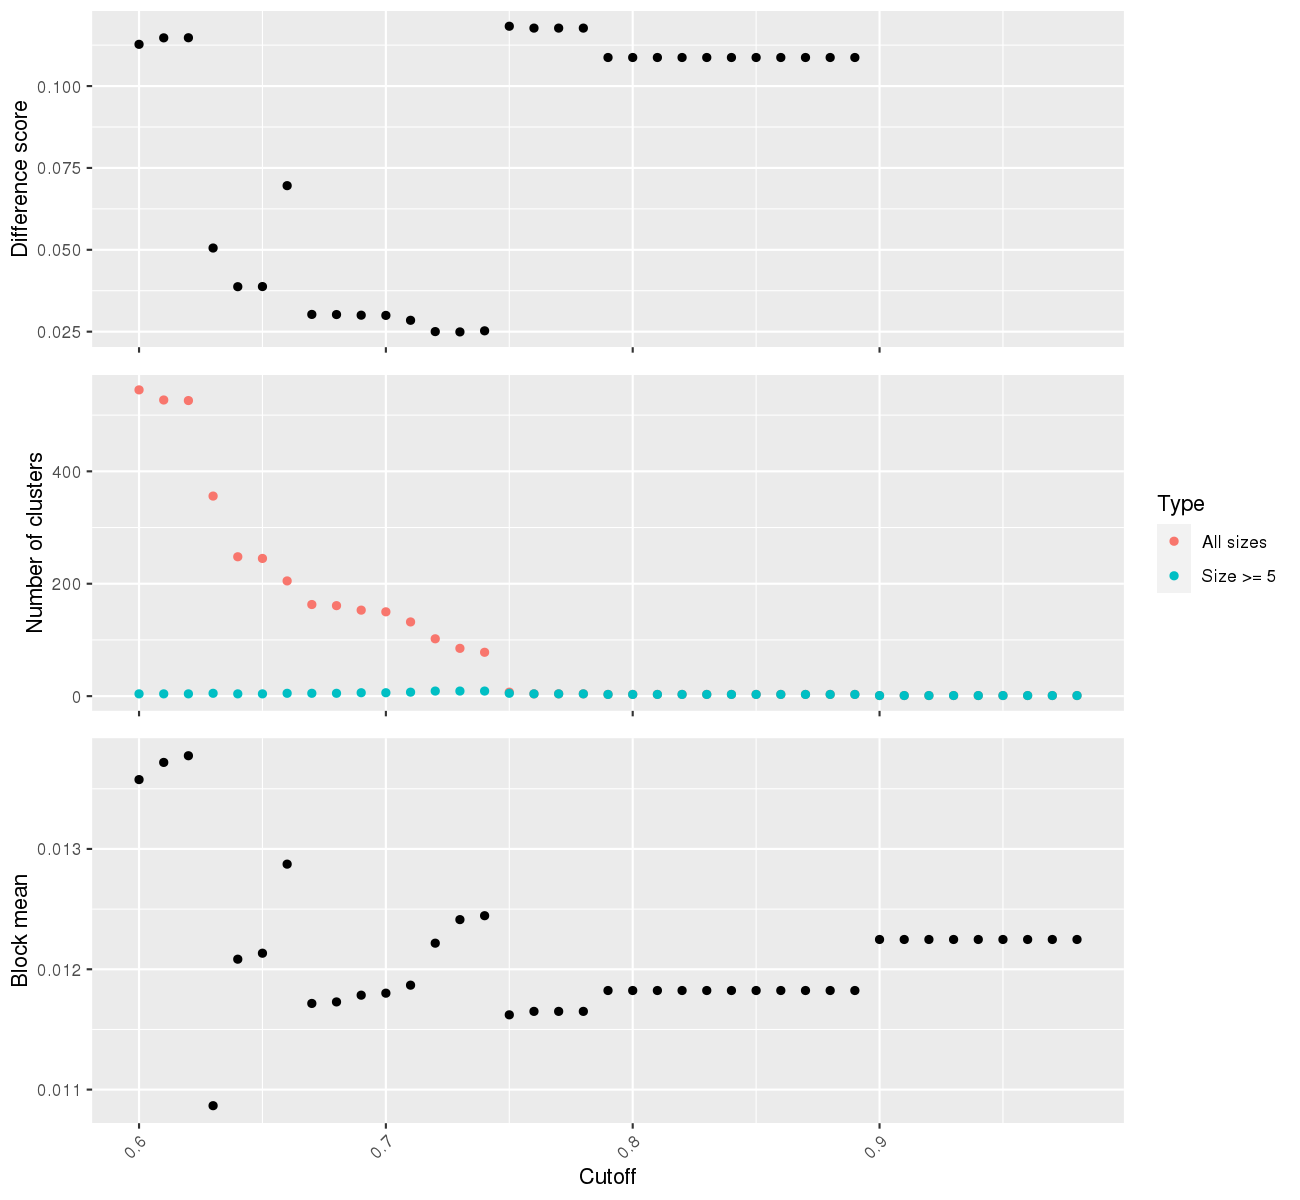 Difference score
0.100
0.075
0.050
0.025
Number of clusters
400
200
0
Type
All sizes
Size >= 5
Block mean
0.013
0.012
0.011
0.6
0.7
0.8
0.9
Cutoff